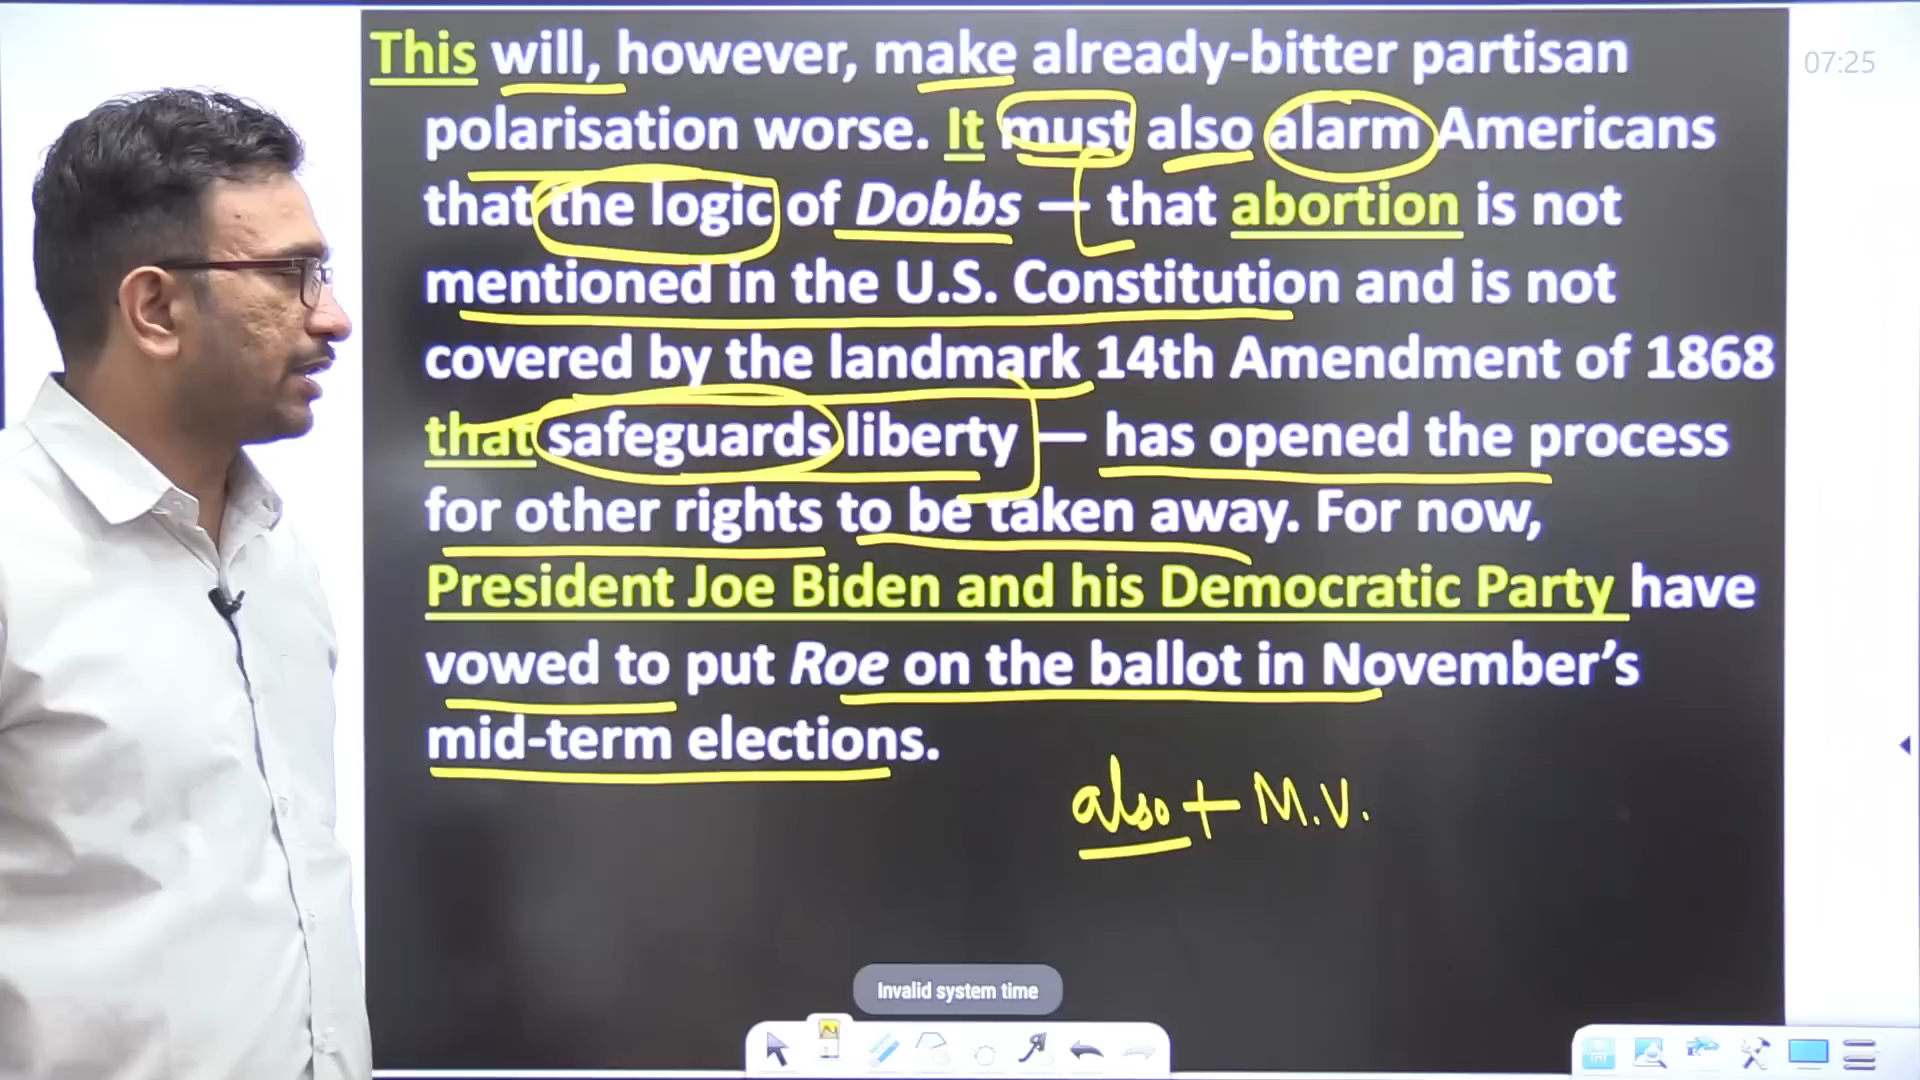 This will, however, make already-bitter partisan
07:25
polarisation worse. It must also alarm Americans
that the logic of Dobbs — that abortion is not
mentioned in the U.S. Constitution and is not
covered by the landmark 14th Amendment of 1868
that safeguards liberty — has opened the process
for other rights to be taken away. For now,
President Joe Biden and his Democratic Party have
vowed to put Roe on the ballot in November's
mid-term elections.
also + M.V.
Invalid system time